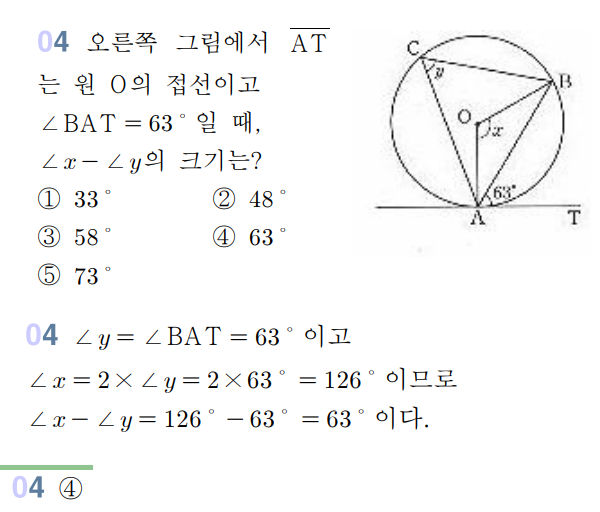 04 오른쪽 그림에서 AT
는 원 O의 접선이고
∠BAT=63°일 때,
∠x-∠y의 크기는?
① 33° ② 48°
③ 58° ④ 63°
⑤ 73°
C
y
B
O
x
63°
A
T
04 ∠y=∠BAT=63°이고
∠x=2×∠y=2×63°=126°이므로
∠x-∠y=126°-63°=63°이다.
04 ④